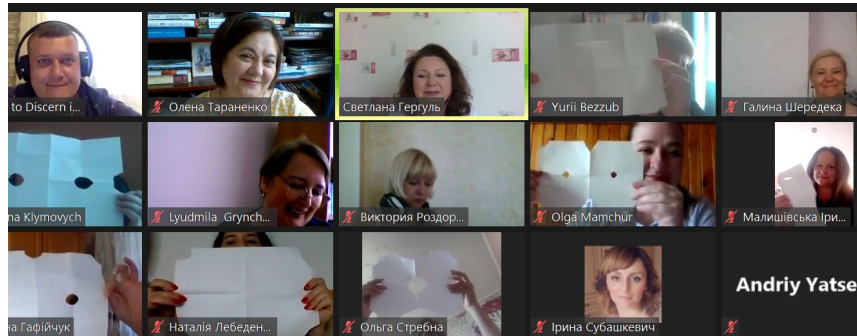 to Discern i...
Олена Тараненко
Светлана Гергуль
Yurii Bezzub
Галина Шередека
na Klymovych
Lyudmila Grynch...
Виктория Роздор...
Olga Mamchur
Малишівська Іри...
на Гафійчук
Наталія Лебеден...
Ольга Стребна
Ірина Субашкевич
Andriy Yatse